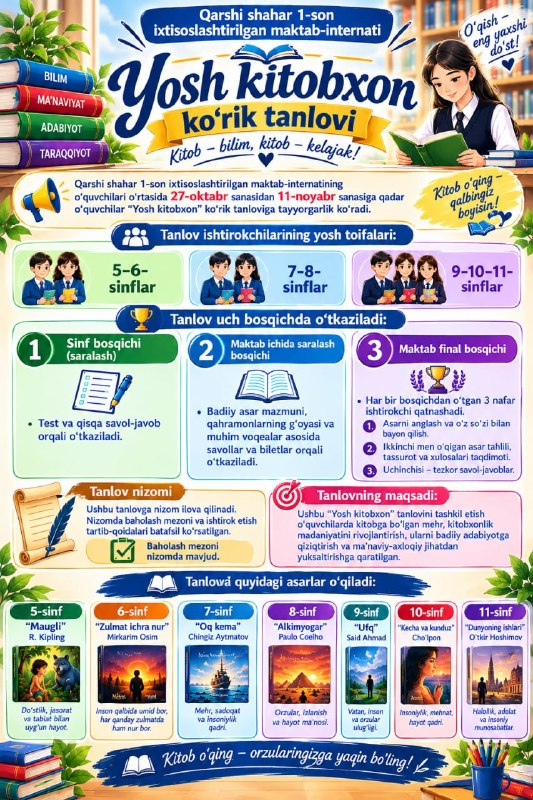 Qarshi shahar 1-son
ixtisoslashtirilgan maktab-internati
Yosh kitobxon
ko'rik tanlovi
Kitob – bilim, kitob – kelajak!
O'qish –
eng yaxshi
do'st!
BILIM
MA'NAVIYAT
ADABIYOT
TARAQQIYOT
Qarshi shahar 1-son ixtisoslashtirilgan maktab-internatining
o'quvchilari o'rtasida 27-oktabr sanasidan 11-noyabr sanasiga qadar
o'quvchilar "Yosh kitobxon" ko'rik tanloviga tayyorgarlik ko'radi.
Kitob o'qing –
qalbingiz
boyisin!
Tanlov ishtirokchilarining yosh toifalari:
5-6-
sinflar
7-8-
sinflar
9-10-11-
sinflar
Tanlov uch bosqichda o'tkaziladi:
1 Sinf bosqichi
(saralash)
• Test va qisqa savol-javob
orqali o'tkaziladi.
2 Maktab ichida saralash
bosqichi
• Badiiy asar mazmuni,
qahramonlarning g'oyasi va
muhim voqealar asosida
savollar va biletlar orqali
o'tkaziladi.
3 Maktab final bosqichi
• Har bir bosqichdan o'tgan 3 nafar
ishtirokchi qatnashadi.
1. Asarni anglash va o'z so'zi bilan
bayon qilish.
2. Ikkinchi men o'qigan asar tahlili,
tassurot va xulosalari taqdimoti.
3. Uchinchisi – tezkor savol-javoblar.
Tanlov nizomi
Ushbu tanlovga nizom ilova qilinadi.
Nizomda baholash mezoni va ishtirok etish
tartib-qoidalari batafsil ko'rsatilgan.
Baholash mezoni
nizomda mavjud.
Tanlovning maqsadi:
Ushbu "Yosh kitobxon" tanlovini tashkil etish
o'quvchilarda kitobga bo'lgan mehr, kitobxonlik
madaniyatini rivojlantirish, ularni badiiy adabiyotga
qiziqtirish va ma'naviy-axloqiy jihatdan
yuksaltirishga qaratilgan.
Tanlovda quyidagi asarlar o'qiladi:
5-sinf
"Maugli"
R. Kipling
Do'stlik, jasorat
va tabiat bilan
uyg'un hayot.
6-sinf
"Zulmat ichra nur"
Mirkarim Osim
Inson qalbida umid bor,
har qanday zulmatda
ham nur bor.
7-sinf
"Oq kema"
Chingiz Aytmatov
Mehr, sadoqat
va insoniylik
qadri.
8-sinf
"Alkimyogar"
Paulo Coelho
Orzular, izlanish
va hayot ma'nosi.
9-sinf
"Ufq"
Said Ahmad
Vatan, inson
va orzular
ulug'ligi.
10-sinf
"Kecha va kunduz"
Cho'lpon
Insoniylik, mehnat,
hayot qadri.
11-sinf
"Dunyoning ishlari"
O'tkir Hoshimov
Halollik, adolat
va insoniy
munosabatlar.
Kitob o'qing – orzularingizga yaqin bo'ling!